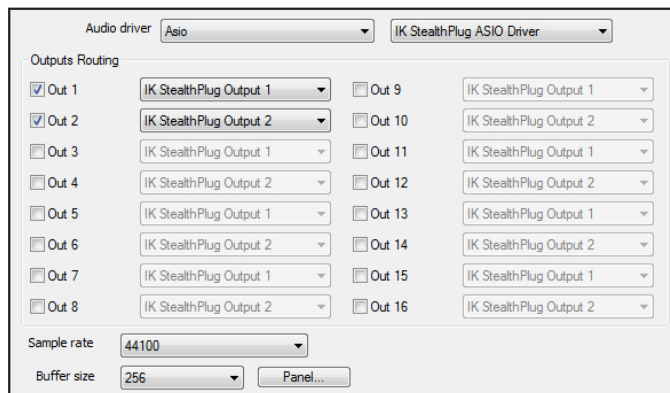 Audio driver Asio IK StealthPlug ASIO Driver
Outputs Routing
Out 1 IK StealthPlug Output 1 Out 9 IK StealthPlug Output 1
Out 2 IK StealthPlug Output 2 Out 10 IK StealthPlug Output 2
Out 3 IK StealthPlug Output 1 Out 11 IK StealthPlug Output 1
Out 4 IK StealthPlug Output 2 Out 12 IK StealthPlug Output 2
Out 5 IK StealthPlug Output 1 Out 13 IK StealthPlug Output 1
Out 6 IK StealthPlug Output 2 Out 14 IK StealthPlug Output 2
Out 7 IK StealthPlug Output 1 Out 15 IK StealthPlug Output 1
Out 8 IK StealthPlug Output 2 Out 16 IK StealthPlug Output 2
Sample rate 44100
Buffer size 256 Panel...